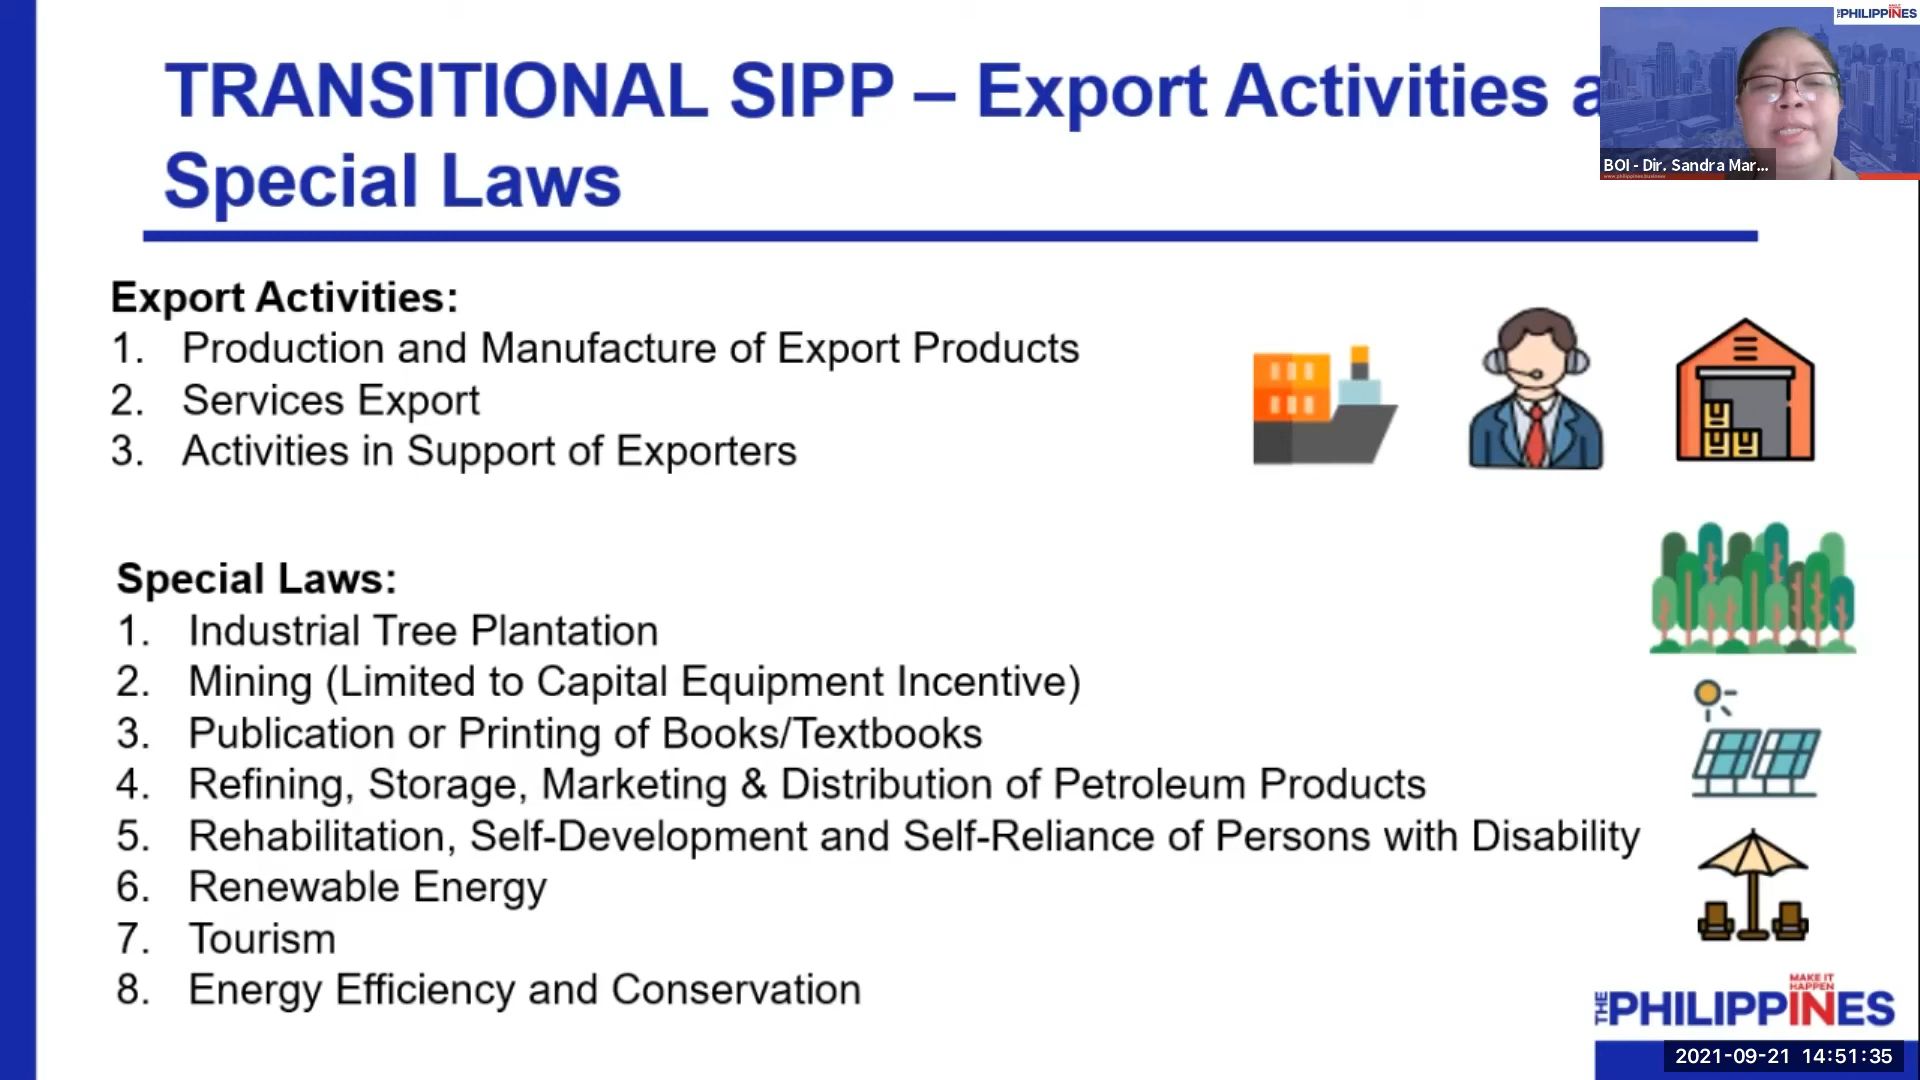 THE PHILIPPINES
TRANSITIONAL SIPP – Export Activities a
Special Laws
BOI - Dir. Sandra Mar...
Export Activities:
1. Production and Manufacture of Export Products
2. Services Export
3. Activities in Support of Exporters
Special Laws:
1. Industrial Tree Plantation
2. Mining (Limited to Capital Equipment Incentive)
3. Publication or Printing of Books/Textbooks
4. Refining, Storage, Marketing & Distribution of Petroleum Products
5. Rehabilitation, Self-Development and Self-Reliance of Persons with Disability
6. Renewable Energy
7. Tourism
8. Energy Efficiency and Conservation
MAKE IT
HAPPEN
THE PHILIPPINES
2021-09-21 14:51:35